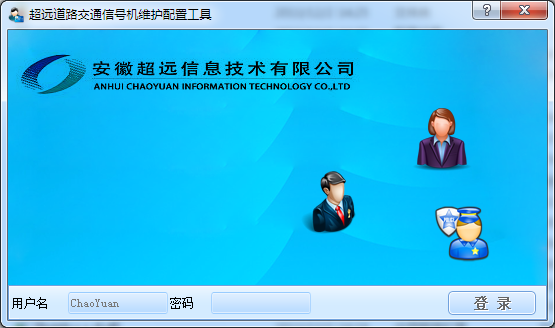 超远道路交通信号机维护配置工具
安徽超远信息技术有限公司
ANHUI CHAOYUAN INFORMATION TECHNOLOGY CO.,LTD
POLICE
用户名 ChaoYuan 密码 登 录